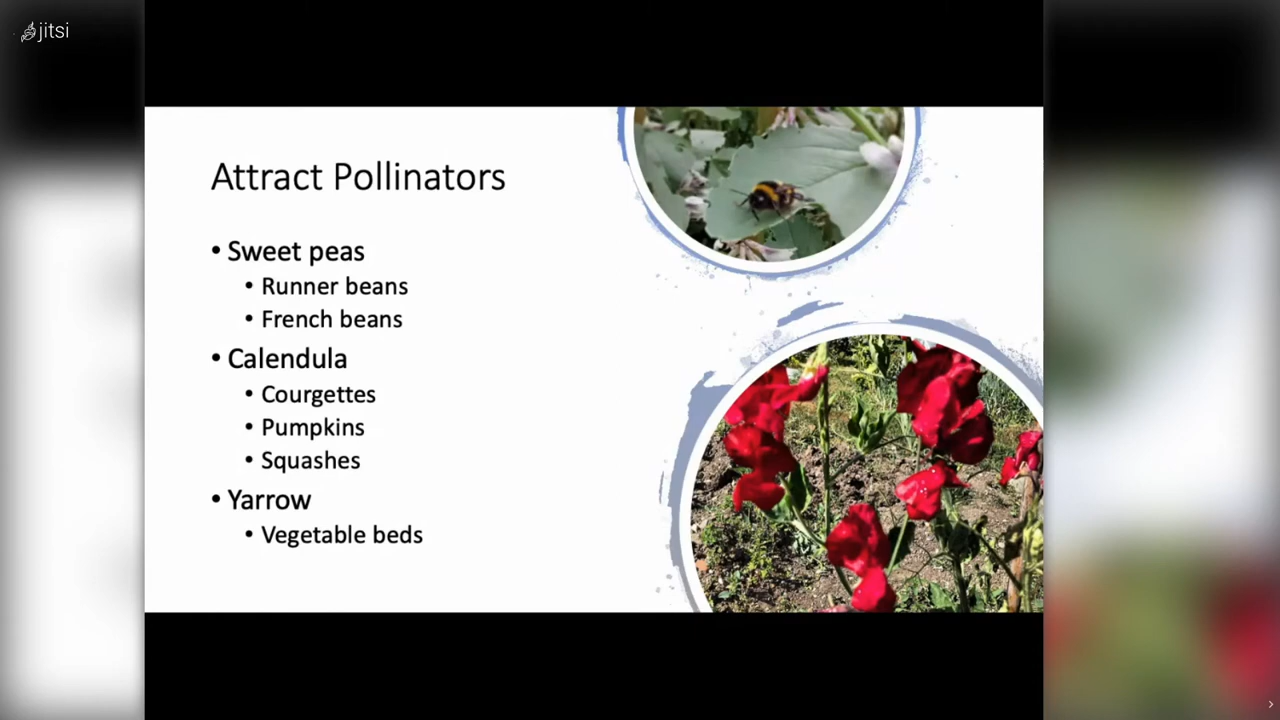 jitsi
Attract Pollinators
• Sweet peas
• Runner beans
• French beans
• Calendula
• Courgettes
• Pumpkins
• Squashes
• Yarrow
• Vegetable beds